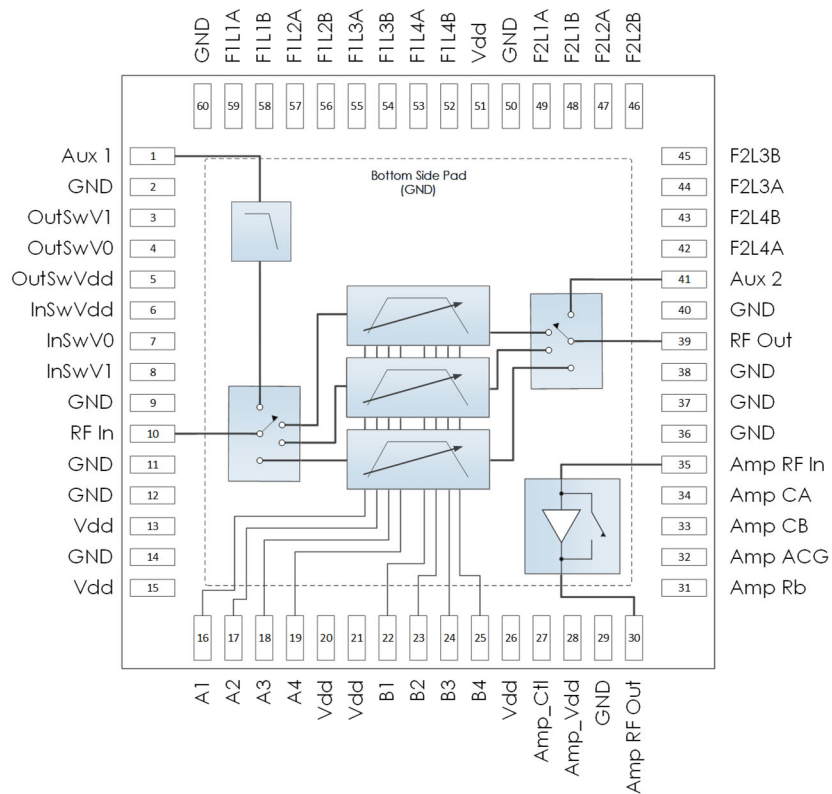 GND
F1L1A
F1L1B
F1L2A
F1L2B
F1L3A
F1L3B
F1L4A
F1L4B
Vdd
GND
F2L1A
F2L1B
F2L2A
F2L2B
60
59
58
57
56
55
54
53
52
51
50
49
48
47
46
Aux 1
1
GND
2
OutSwV1
3
OutSwV0
4
OutSwVdd
5
InSwVdd
6
InSwV0
7
InSwV1
8
GND
9
RF In
10
GND
11
GND
12
Vdd
13
GND
14
Vdd
15
Bottom Side Pad
(GND)
45
F2L3B
44
F2L3A
43
F2L4B
42
F2L4A
41
Aux 2
40
GND
39
RF Out
38
GND
37
GND
36
GND
35
Amp RF In
34
Amp CA
33
Amp CB
32
Amp ACG
31
Amp Rb
16
17
18
19
20
21
22
23
24
25
26
27
28
29
30
A1
A2
A3
A4
Vdd
Vdd
B1
B2
B3
B4
Vdd
Amp_Ctl
Amp_Vdd
GND
Amp RF Out